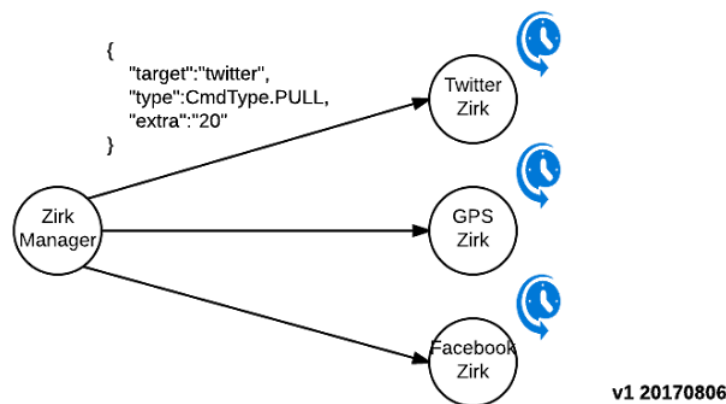 {
"target":"twitter",
"type":CmdType.PULL,
"extra":"20"
}
Twitter
Zirk
Zirk
Manager
GPS
Zirk
Facebook
Zirk
v1 20170806